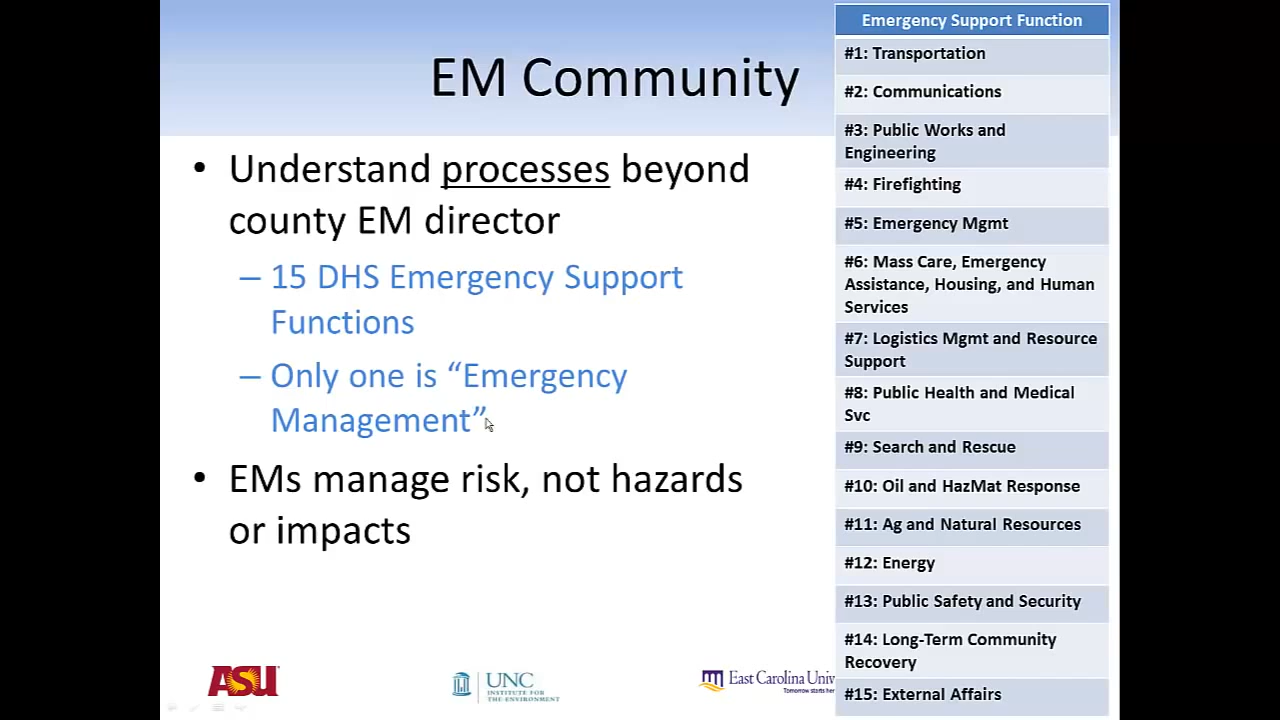 EM Community
• Understand processes beyond
county EM director
– 15 DHS Emergency Support
Functions
– Only one is “Emergency
Management”
• EMs manage risk, not hazards
or impacts
Emergency Support Function
#1: Transportation
#2: Communications
#3: Public Works and
Engineering
#4: Firefighting
#5: Emergency Mgmt
#6: Mass Care, Emergency
Assistance, Housing, and Human
Services
#7: Logistics Mgmt and Resource
Support
#8: Public Health and Medical
Svc
#9: Search and Rescue
#10: Oil and HazMat Response
#11: Ag and Natural Resources
#12: Energy
#13: Public Safety and Security
#14: Long-Term Community
Recovery
#15: External Affairs
ASU
UNC
INSTITUTE FOR
THE ENVIRONMENT
East Carolina Univ
Tomorrow starts her